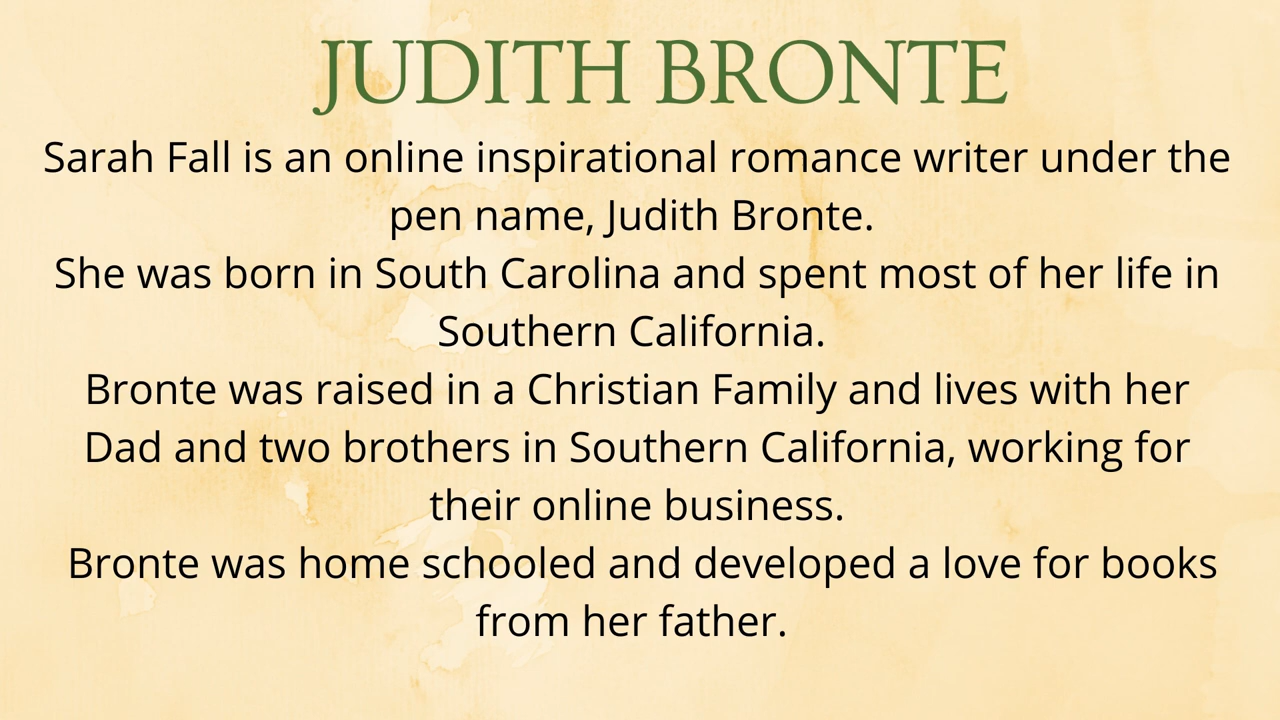 JUDITH BRONTE
Sarah Fall is an online inspirational romance writer under the
pen name, Judith Bronte.
She was born in South Carolina and spent most of her life in
Southern California.
Bronte was raised in a Christian Family and lives with her
Dad and two brothers in Southern California, working for
their online business.
Bronte was home schooled and developed a love for books
from her father.